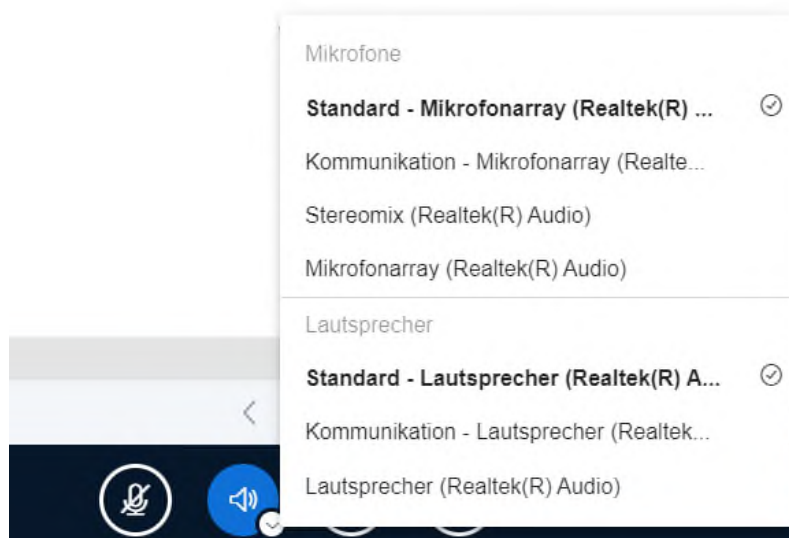 Mikrofone
Standard - Mikrofonarray (Realtek(R) ...
Kommunikation - Mikrofonarray (Realte...
Stereomix (Realtek(R) Audio)
Mikrofonarray (Realtek(R) Audio)
Lautsprecher
Standard - Lautsprecher (Realtek(R) A...
Kommunikation - Lautsprecher (Realtek...
Lautsprecher (Realtek(R) Audio)